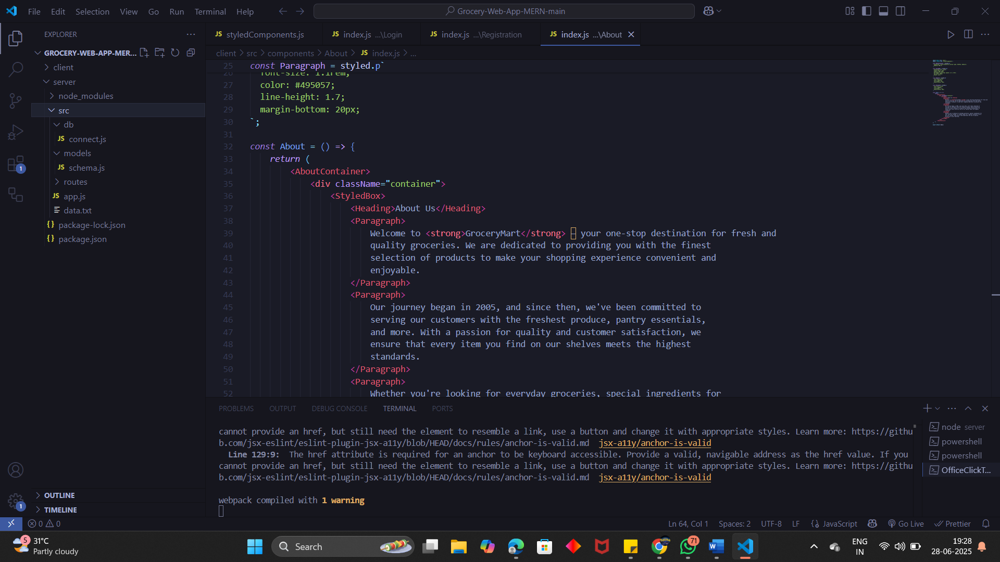 File Edit Selection View Go Run Terminal Help
Grocery-Web-App-MERN-main
EXPLORER
GROCERY-WEB-APP-MER...
client
server
node_modules
src
db
JS connect.js
models
JS schema.js
routes
JS app.js
data.txt
{} package-lock.json
{} package.json
OUTLINE
TIMELINE
JS styledComponents.js
JS index.js ...\Login
JS index.js ...\Registration
JS index.js ...\About
client > src > components > About > JS index.js > ...
25 const Paragraph = styled.p`
26 font-size: 1.1rem;
27 color: #495057;
28 line-height: 1.7;
29 margin-bottom: 20px;
30 `;
31
32 const About = () => {
33 return (
34 <AboutContainer>
35 <div className="container">
36 <StyledBox>
37 <Heading>About Us</Heading>
38 <Paragraph>
39 Welcome to <strong>GroceryMart</strong> – your one-stop destination for fresh and
40 quality groceries. We are dedicated to providing you with the finest
41 selection of products to make your shopping experience convenient and
42 enjoyable.
43 </Paragraph>
44 <Paragraph>
45 Our journey began in 2005, and since then, we've been committed to
46 serving our customers with the freshest produce, pantry essentials,
47 and more. With a passion for quality and customer satisfaction, we
48 ensure that every item you find on our shelves meets the highest
49 standards.
50 </Paragraph>
51 <Paragraph>
52 Whether you're looking for everyday groceries, special ingredients for
PROBLEMS OUTPUT DEBUG CONSOLE TERMINAL PORTS
cannot provide an href, but still need the element to resemble a link, use a button and change it with appropriate styles. Learn more: https://githu
b.com/jsx-eslint/eslint-plugin-jsx-a11y/blob/HEAD/docs/rules/anchor-is-valid.md jsx-a11y/anchor-is-valid
Line 129:9: The href attribute is required for an anchor to be keyboard accessible. Provide a valid, navigable address as the href value. If you
cannot provide an href, but still need the element to resemble a link, use a button and change it with appropriate styles. Learn more: https://githu
b.com/jsx-eslint/eslint-plugin-jsx-a11y/blob/HEAD/docs/rules/anchor-is-valid.md jsx-a11y/anchor-is-valid
webpack compiled with 1 warning
node server
powershell
powershell
OfficeClickT...
1
1
0 0
Ln 64, Col 1 Spaces: 2 UTF-8 LF {} JavaScript Go Live Prettier
5
31°C
Partly cloudy
Search
71
ENG
IN
19:28
28-06-2025